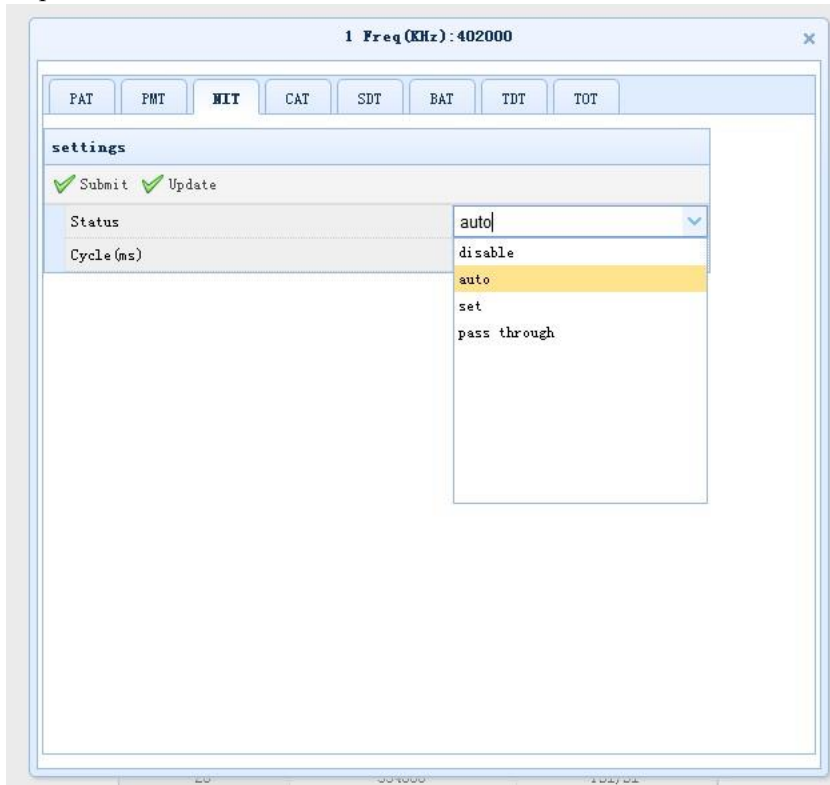 1 Freq(KHz):402000
PAT PMT NIT CAT SDT BAT TDT TOT
settings
Submit Update
Status auto
Cycle(ms) disable
auto
set
pass through